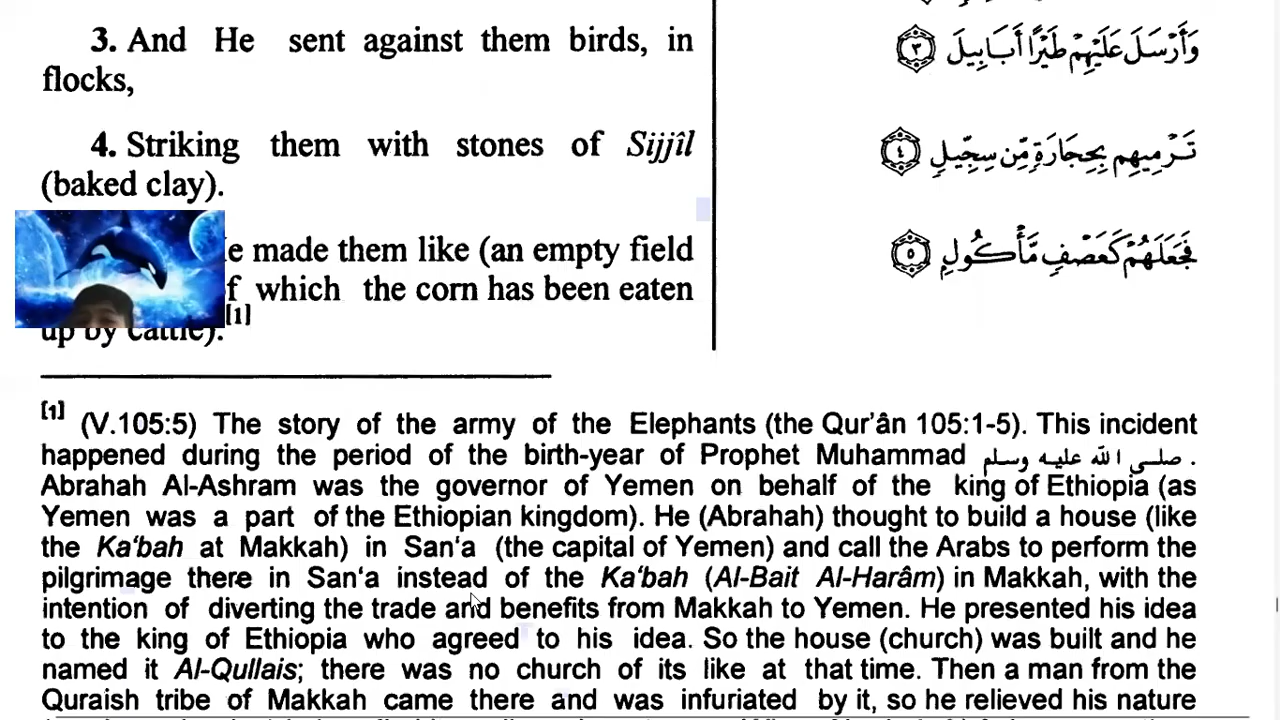 3. And He sent against them birds, in
flocks,
وَأَرْسَلَ عَلَيْهِمْ طَيْرًا أَبَابِيلَ ٣
4. Striking them with stones of Sijjîl
(baked clay).
تَرْمِيهِم بِحِجَارَةٍ مِّن سِجِّيلٍ ٤
made them like (an empty field
of which the corn has been eaten
up by cattle).[1]
فَجَعَلَهُمْ كَعَصْفٍ مَّأْكُولٍ ٥
[1] (V.105:5) The story of the army of the Elephants (the Qur'ân 105:1-5). This incident
happened during the period of the birth-year of Prophet Muhammad صلى الله عليه وسلم.
Abrahah Al-Ashram was the governor of Yemen on behalf of the king of Ethiopia (as
Yemen was a part of the Ethiopian kingdom). He (Abrahah) thought to build a house (like
the Ka'bah at Makkah) in San'a (the capital of Yemen) and call the Arabs to perform the
pilgrimage there in San'a instead of the Ka'bah (Al-Bait Al-Harâm) in Makkah, with the
intention of diverting the trade and benefits from Makkah to Yemen. He presented his idea
to the king of Ethiopia who agreed to his idea. So the house (church) was built and he
named it Al-Qullais; there was no church of its like at that time. Then a man from the
Quraish tribe of Makkah came there and was infuriated by it, so he relieved his nature